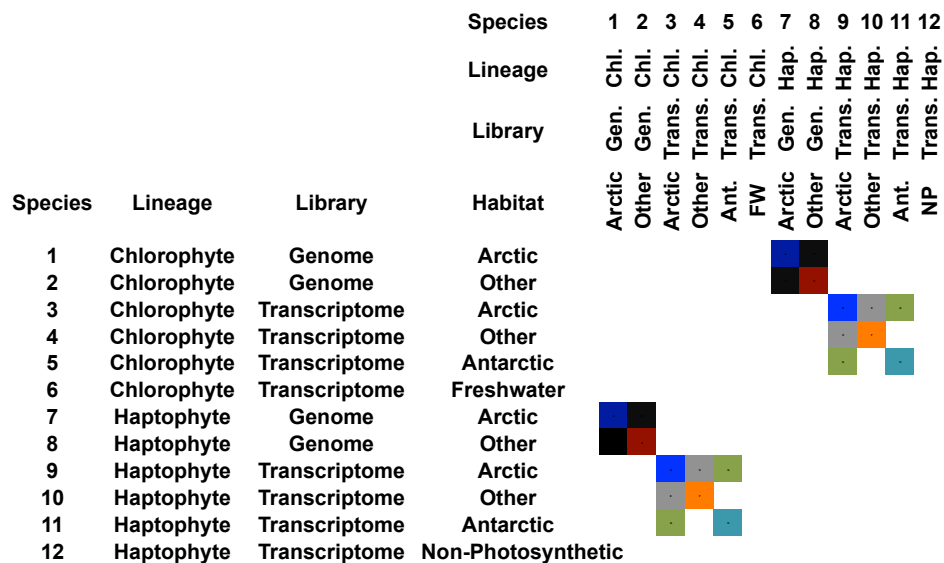 Species 1 2 3 4 5 6 7 8 9 10 11 12
Lineage Chl. Chl. Chl. Chl. Chl. Chl. Hap. Hap. Hap. Hap. Hap. Hap.
Library Gen. Gen. Trans. Trans. Trans. Trans. Gen. Gen. Trans. Trans. Trans. Trans.
Species Lineage Library Habitat Arctic Other Arctic Other Ant. FW Arctic Other Arctic Other Ant. NP
1 Chlorophyte Genome Arctic
2 Chlorophyte Genome Other
3 Chlorophyte Transcriptome Arctic
4 Chlorophyte Transcriptome Other
5 Chlorophyte Transcriptome Antarctic
6 Chlorophyte Transcriptome Freshwater
7 Haptophyte Genome Arctic
8 Haptophyte Genome Other
9 Haptophyte Transcriptome Arctic
10 Haptophyte Transcriptome Other
11 Haptophyte Transcriptome Antarctic
12 Haptophyte Transcriptome Non-Photosynthetic